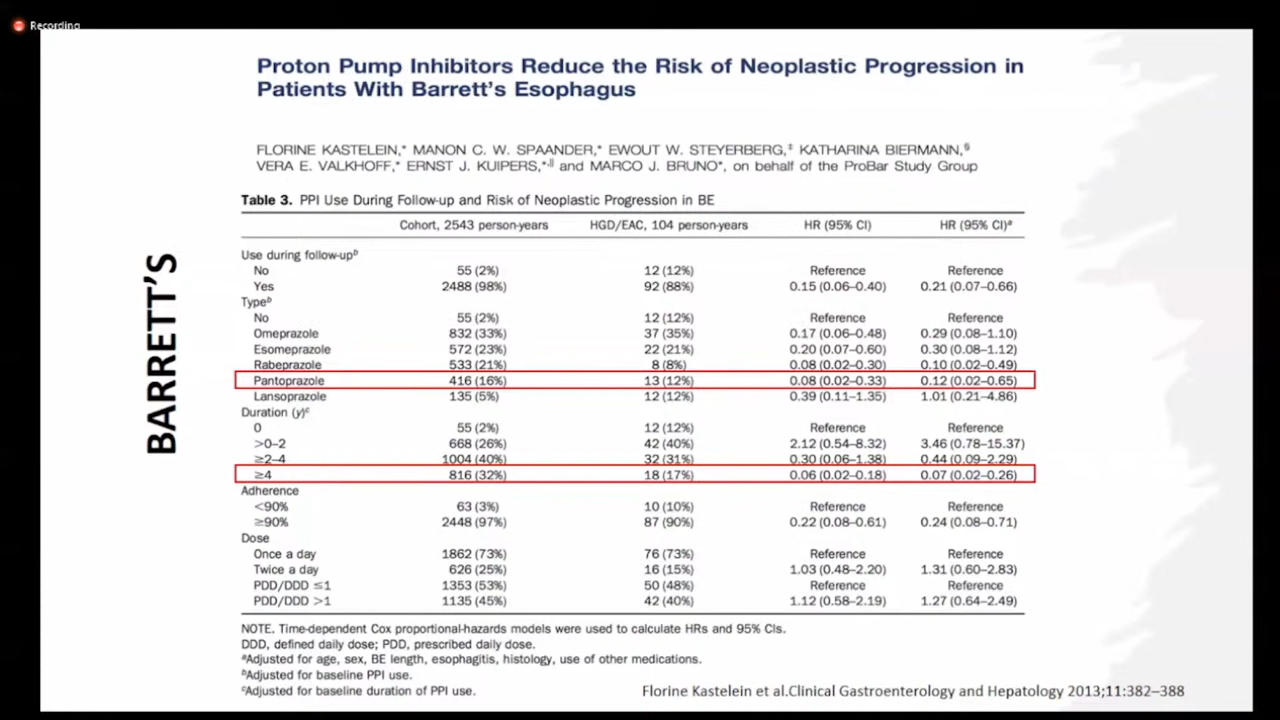 Recording
Proton Pump Inhibitors Reduce the Risk of Neoplastic Progression in
Patients With Barrett's Esophagus
FLORINE KASTELEIN,* MANON C. W. SPAANDER,* EWOUT W. STEYERBERG,‡ KATHARINA BIERMANN,§
VERA E. VALKHOFF,* ERNST J. KUIPERS,*,‖ and MARCO J. BRUNO*, on behalf of the ProBar Study Group
BARRETT'S
Table 3. PPI Use During Follow-up and Risk of Neoplastic Progression in BE
Cohort, 2543 person-years HGD/EAC, 104 person-years HR (95% CI) HR (95% CI)a
Use during follow-upb
No 55 (2%) 12 (12%) Reference Reference
Yes 2488 (98%) 92 (88%) 0.15 (0.06–0.40) 0.21 (0.07–0.66)
Typeb
No 55 (2%) 12 (12%) Reference Reference
Omeprazole 832 (33%) 37 (35%) 0.17 (0.06–0.48) 0.29 (0.08–1.10)
Esomeprazole 572 (23%) 22 (21%) 0.20 (0.07–0.60) 0.30 (0.08–1.12)
Rabeprazole 533 (21%) 8 (8%) 0.08 (0.02–0.30) 0.10 (0.02–0.49)
Pantoprazole 416 (16%) 13 (12%) 0.08 (0.02–0.33) 0.12 (0.02–0.65)
Lansoprazole 135 (5%) 12 (12%) 0.39 (0.11–1.35) 1.01 (0.21–4.86)
Duration (y)c
0 55 (2%) 12 (12%) Reference Reference
>0–2 668 (26%) 42 (40%) 2.12 (0.54–8.32) 3.46 (0.78–15.37)
≥2–4 1004 (40%) 32 (31%) 0.30 (0.06–1.38) 0.44 (0.09–2.29)
≥4 816 (32%) 18 (17%) 0.06 (0.02–0.18) 0.07 (0.02–0.26)
Adherence
<90% 63 (3%) 10 (10%) Reference Reference
≥90% 2448 (97%) 87 (90%) 0.22 (0.08–0.61) 0.24 (0.08–0.71)
Dose
Once a day 1862 (73%) 76 (73%) Reference Reference
Twice a day 626 (25%) 16 (15%) 1.03 (0.48–2.20) 1.31 (0.60–2.83)
PDD/DDD ≤1 1353 (53%) 50 (48%) Reference Reference
PDD/DDD >1 1135 (45%) 42 (40%) 1.12 (0.58–2.19) 1.27 (0.64–2.49)
NOTE. Time-dependent Cox proportional-hazards models were used to calculate HRs and 95% CIs.
DDD, defined daily dose; PDD, prescribed daily dose.
aAdjusted for age, sex, BE length, esophagitis, histology, use of other medications.
bAdjusted for baseline PPI use.
cAdjusted for baseline duration of PPI use.
Florine Kastelein et al.Clinical Gastroenterology and Hepatology 2013;11:382–388